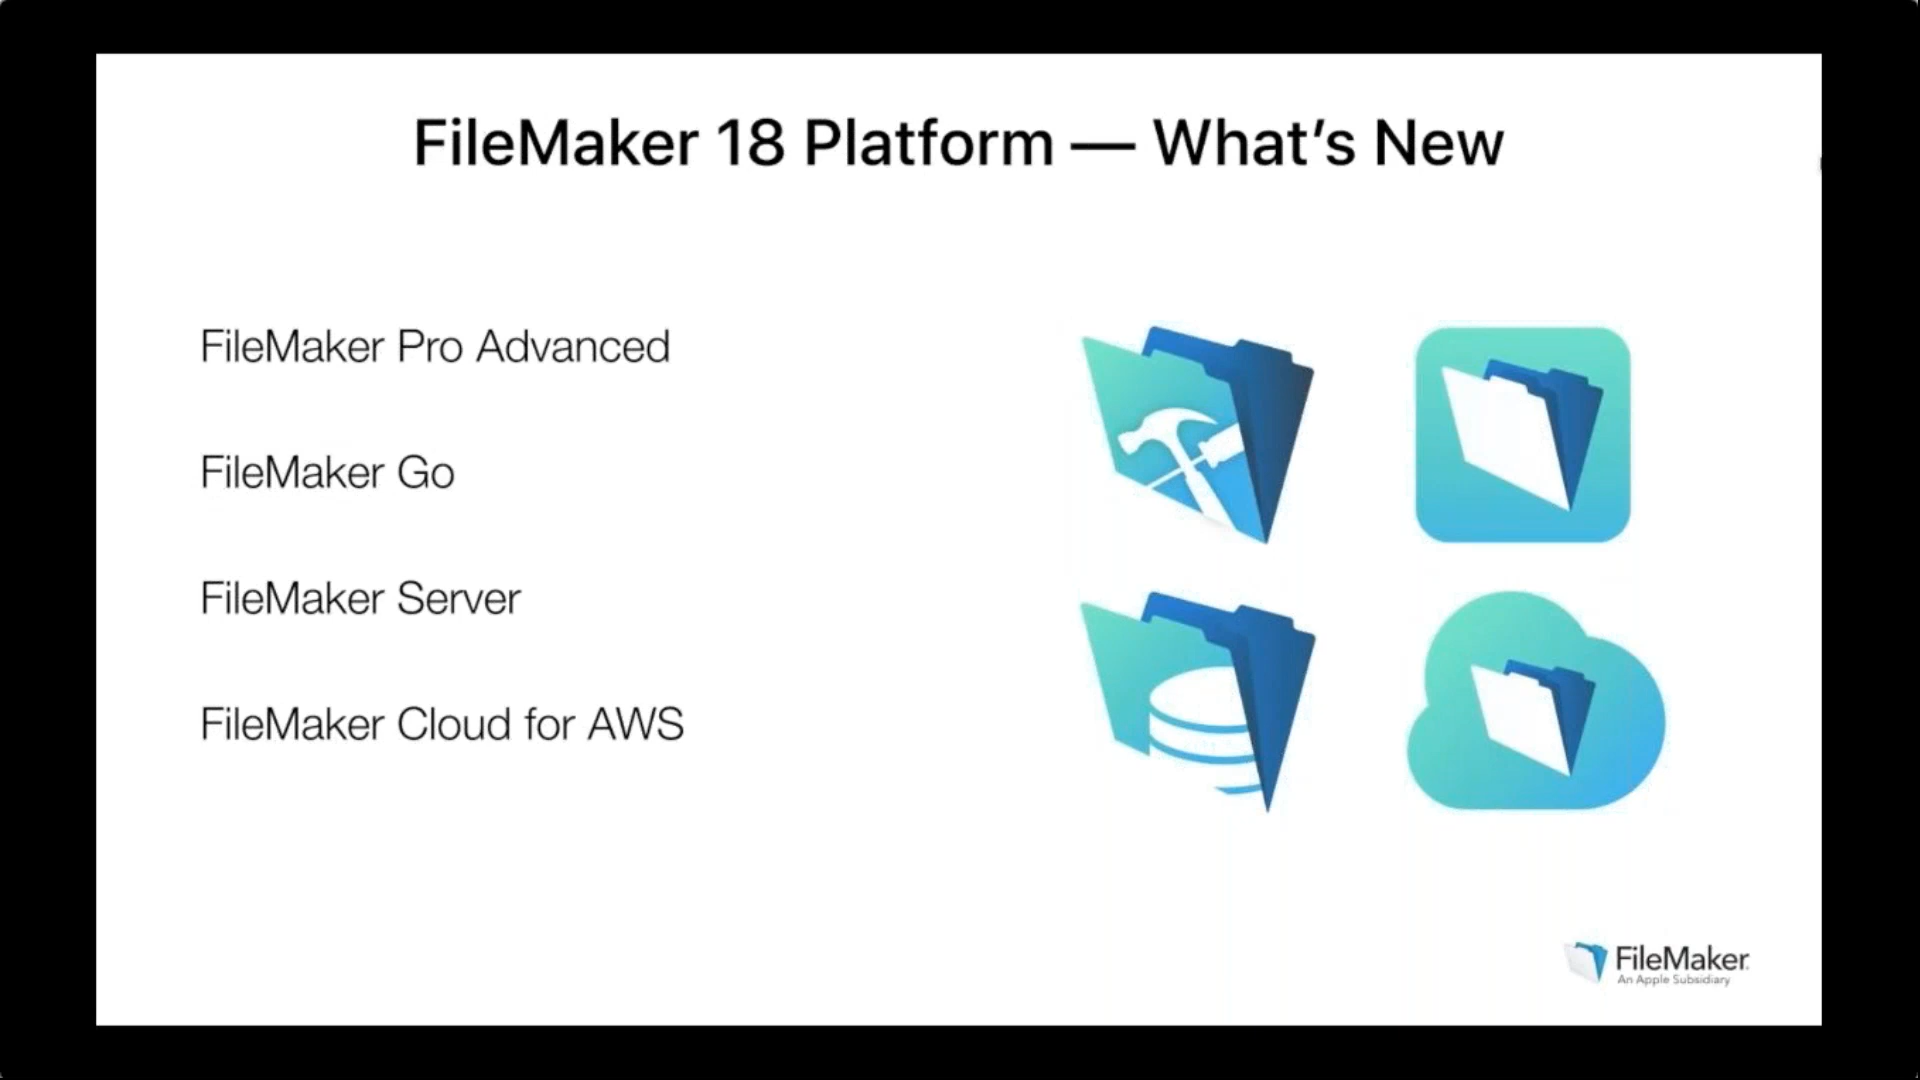 FileMaker 18 Platform — What's New
FileMaker Pro Advanced
FileMaker Go
FileMaker Server
FileMaker Cloud for AWS
FileMaker
An Apple Subsidiary